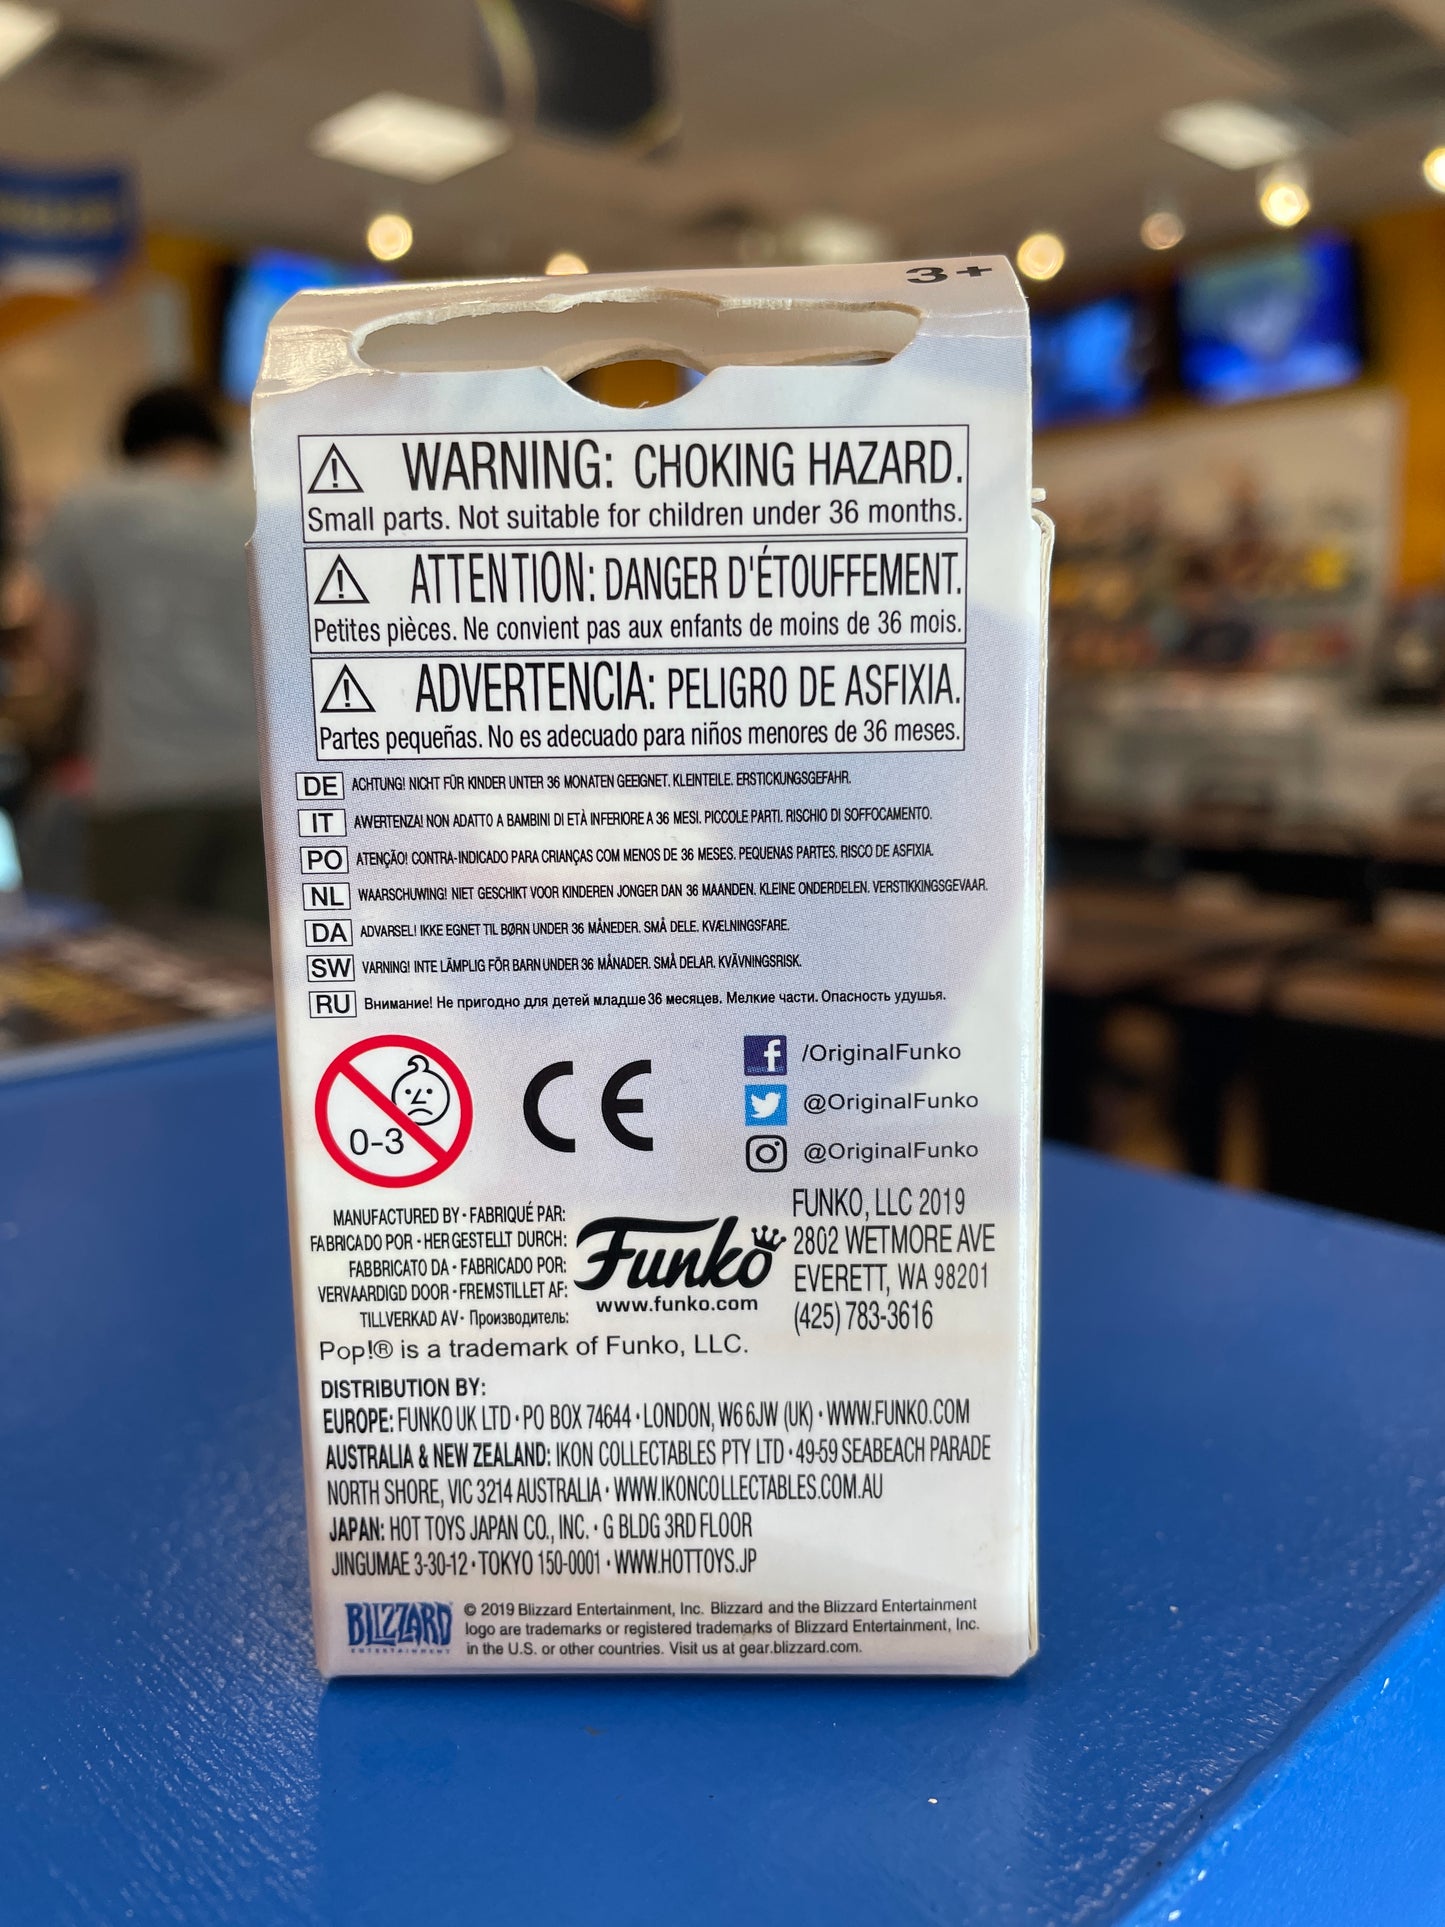 3+
WARNING: CHOKING HAZARD.
Small parts. Not suitable for children under 36 months.
ATTENTION: DANGER D'ÉTOUFFEMENT.
Petites pièces. Ne convient pas aux enfants de moins de 36 mois.
ADVERTENCIA: PELIGRO DE ASFIXIA.
Partes pequeñas. No es adecuado para niños menores de 36 meses.
DE ACHTUNG! NICHT FÜR KINDER UNTER 36 MONATEN GEEIGNET. KLEINTEILE. ERSTICKUNGSGEFAHR.
IT AVVERTENZA! NON ADATTO A BAMBINI DI ETÀ INFERIORE A 36 MESI. PICCOLE PARTI. RISCHIO DI SOFFOCAMENTO.
PO ATENÇÃO! CONTRA-INDICADO PARA CRIANÇAS COM MENOS DE 36 MESES. PEQUENAS PARTES. RISCO DE ASFIXIA.
NL WAARSCHUWING! NIET GESCHIKT VOOR KINDEREN JONGER DAN 36 MAANDEN. KLEINE ONDERDELEN. VERSTIKKINGSGEVAAR.
DA ADVARSEL! IKKE EGNET TIL BØRN UNDER 36 MÅNEDER. SMÅ DELE. KVÆLNINGSFARE.
SW VARNING! INTE LÄMPLIG FÖR BARN UNDER 36 MÅNADER. SMÅ DELAR. KVÄVNINGSRISK.
RU Внимание! Не пригодно для детей младше 36 месяцев. Мелкие части. Опасность удушья.
0-3
CE
/OriginalFunko
@OriginalFunko
@OriginalFunko
MANUFACTURED BY • FABRIQUÉ PAR:
FABRICADO POR • HERGESTELLT DURCH:
FABBRICATO DA • FABRICADO POR:
VERVAARDIGD DOOR • FREMSTILLET AF:
TILLVERKAD AV • Производитель:
Funko
www.funko.com
FUNKO, LLC 2019
2802 WETMORE AVE
EVERETT, WA 98201
(425) 783-3616
Pop!® is a trademark of Funko, LLC.
DISTRIBUTION BY:
EUROPE: FUNKO UK LTD • PO BOX 74644 • LONDON, W6 6JW (UK) • WWW.FUNKO.COM
AUSTRALIA & NEW ZEALAND: IKON COLLECTABLES PTY LTD • 49-59 SEABEACH PARADE
NORTH SHORE, VIC 3214 AUSTRALIA • WWW.IKONCOLLECTABLES.COM.AU
JAPAN: HOT TOYS JAPAN CO., INC. • G BLDG 3RD FLOOR
JINGUMAE 3-30-12 • TOKYO 150-0001 • WWW.HOTTOYS.JP
BLIZZARD
ENTERTAINMENT
© 2019 Blizzard Entertainment, Inc. Blizzard and the Blizzard Entertainment
logo are trademarks or registered trademarks of Blizzard Entertainment, Inc.
in the U.S. or other countries. Visit us at gear.blizzard.com.